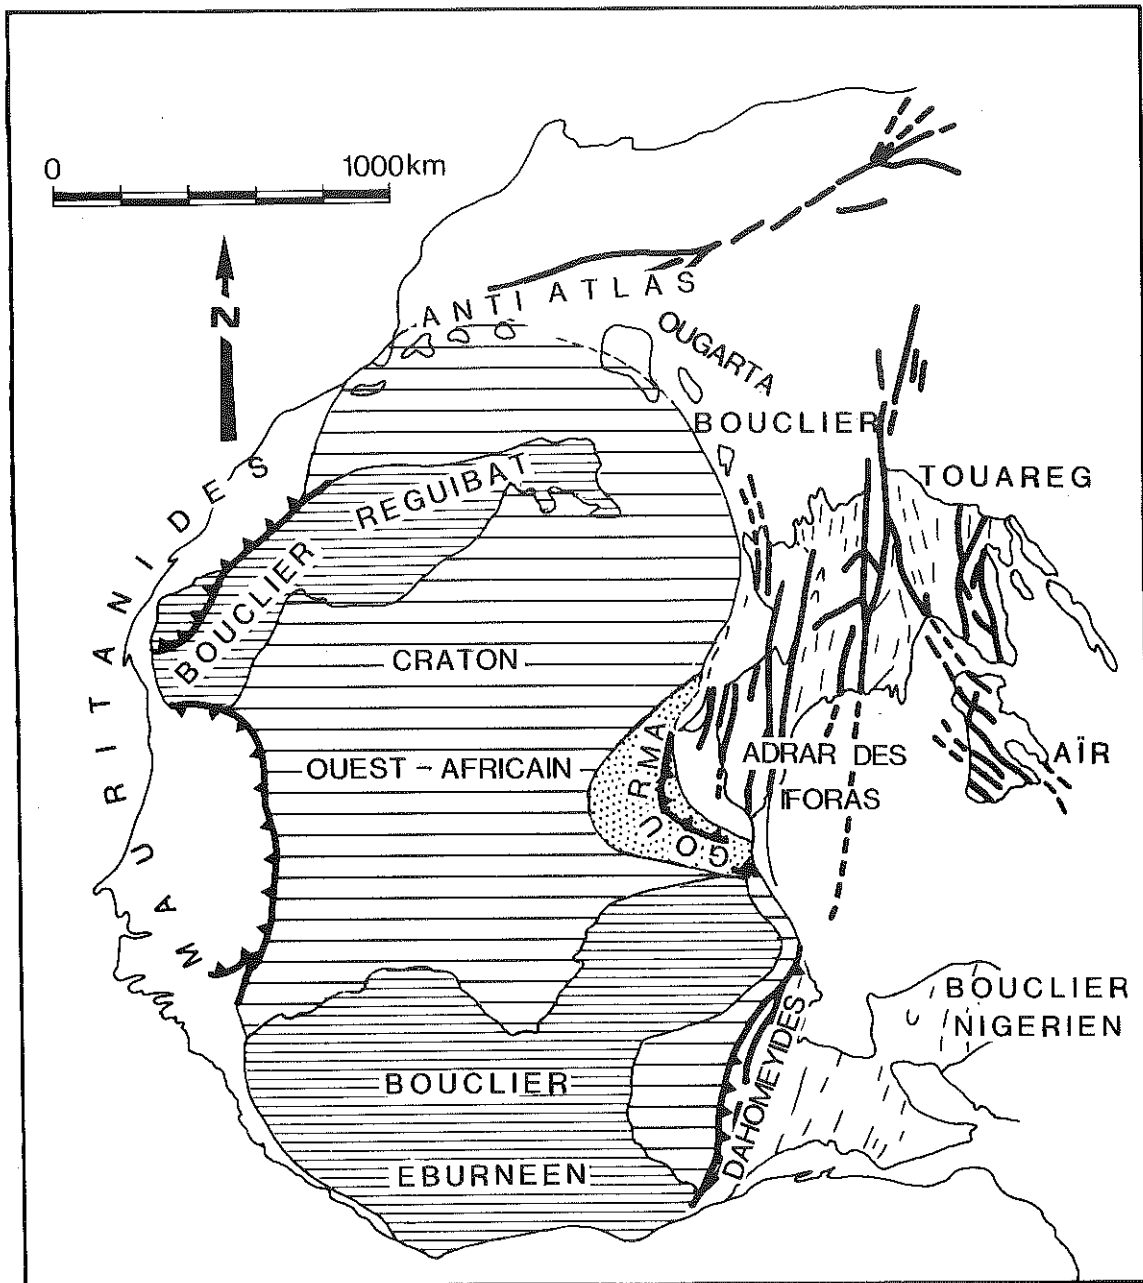 0 1000km
N
ANTI ATLAS
OUGARTA
BOUCLIER
TOUAREG
MAURITANIDES
BOUCLIER REGUIBAT
CRATON
OUEST-AFRICAIN
GOURMA
ADRAR DES
IFORAS
AÏR
BOUCLIER
NIGERIEN
DAHOMEYIDES
BOUCLIER
EBURNEEN